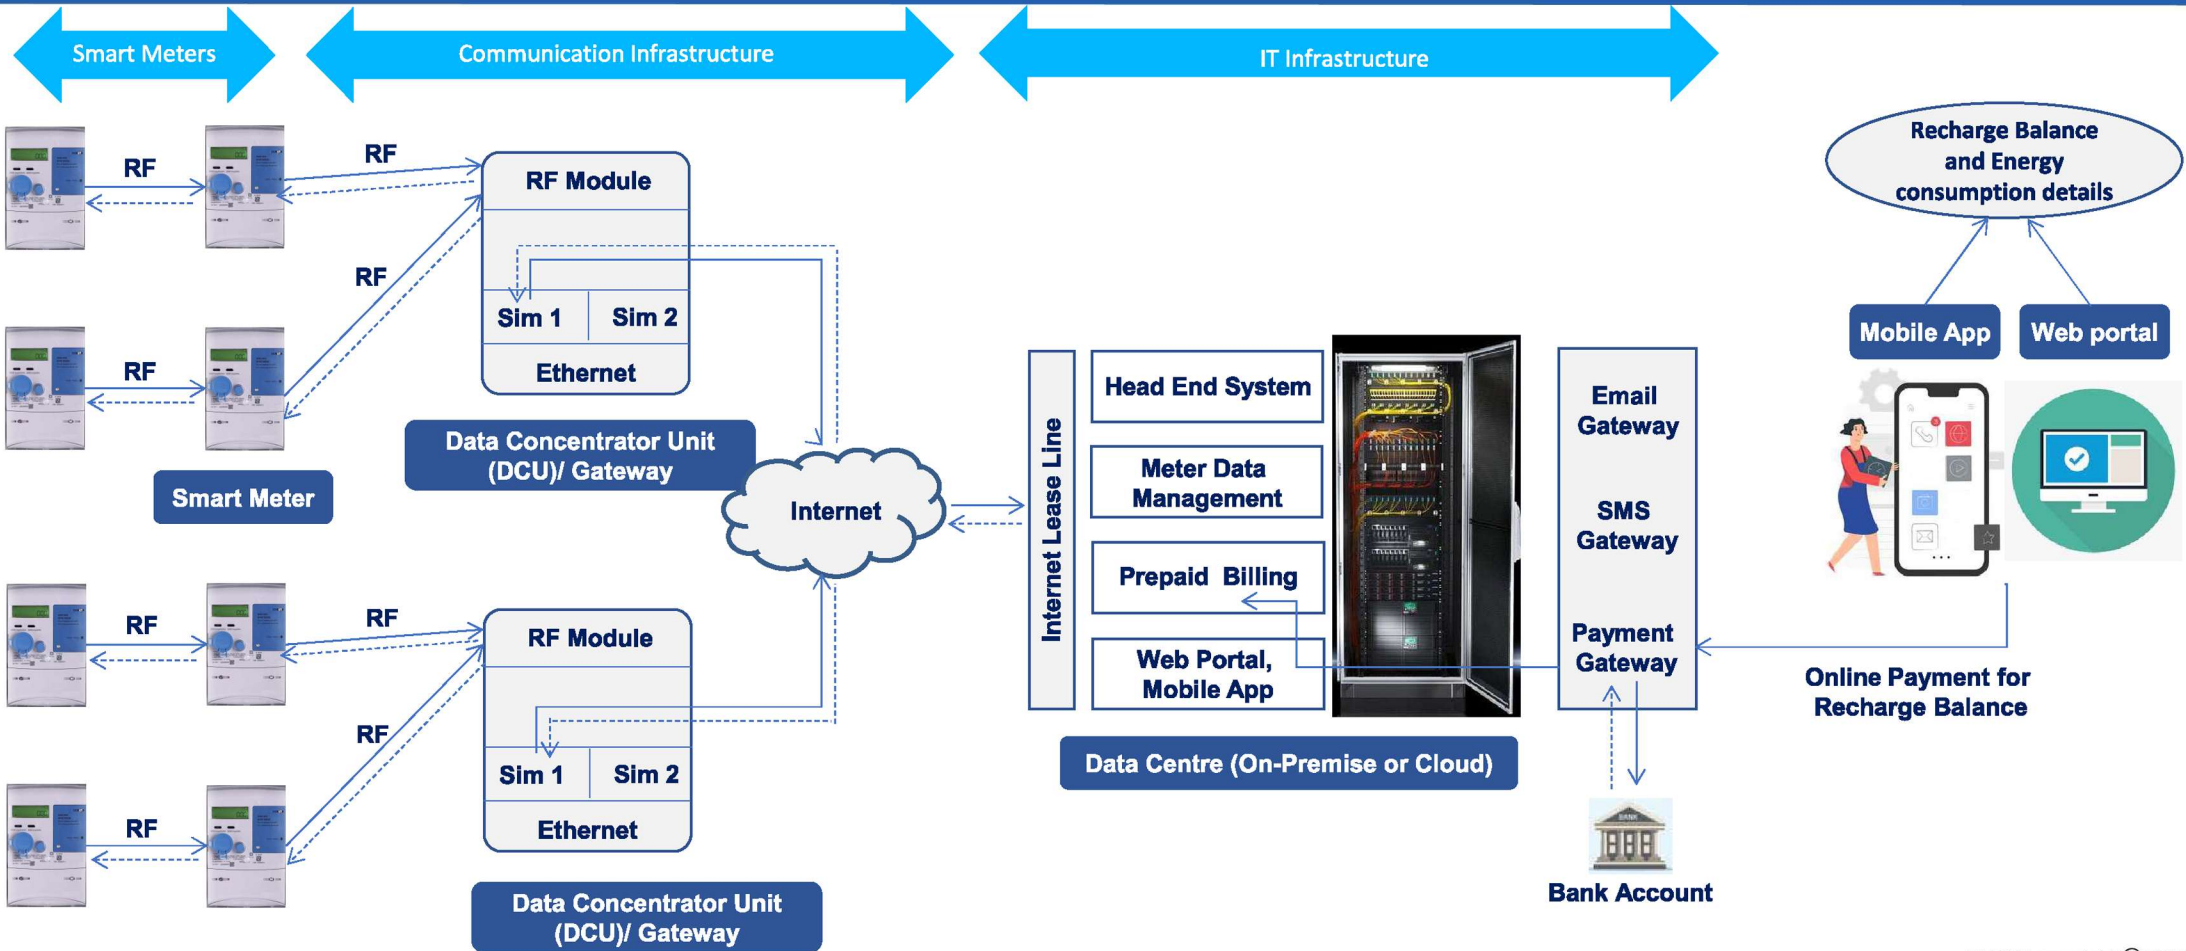 Smart Meters
Communication Infrastructure
IT Infrastructure
RF
RF
RF
RF
Smart Meter
RF Module
Sim 1
Sim 2
Ethernet
Data Concentrator Unit
(DCU)/ Gateway
RF
RF
RF
RF
RF Module
Sim 1
Sim 2
Ethernet
Data Concentrator Unit
(DCU)/ Gateway
Internet
Internet Lease Line
Head End System
Meter Data
Management
Prepaid Billing
Web Portal,
Mobile App
Data Centre (On-Premise or Cloud)
Email
Gateway
SMS
Gateway
Payment
Gateway
BANK
Bank Account
Recharge Balance
and Energy
consumption details
Mobile App
Web portal
Online Payment for
Recharge Balance